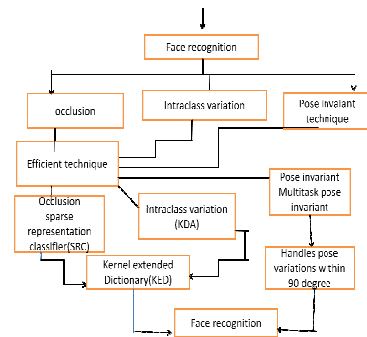 Face recognition
occlusion
Intraclass variation
Pose invaiant
technique
Efficient technique
Pose invariant
Multitask pose
invariant
Occlusion
sparse
representation
classifier(SRC)
Intraclass variation
(KDA)
Kernel extended
Dictionary(KED)
Handles pose
variations within
90 degree
Face recognition